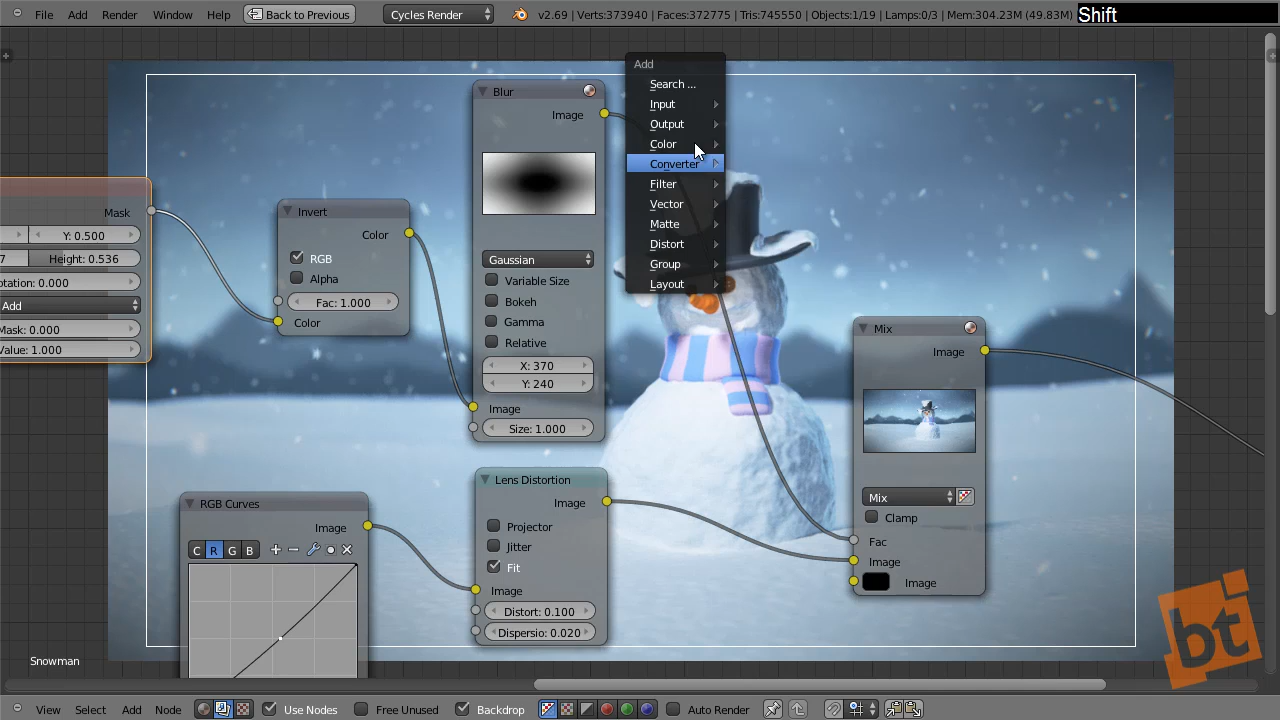 File Add Render Window Help Back to Previous Cycles Render v2.69 | Verts:373940 | Faces:372775 | Tris:745550 | Objects:1/19 | Lamps:0/3 | Mem:304.23M (49.83M) Shift
Add
Search ...
Input
Output
Color
Converter
Filter
Vector
Matte
Distort
Group
Layout
Mask
Y: 0.500
7 Height: 0.536
otation: 0.000
Add
Mask: 0.000
Value: 1.000
Invert
Color
RGB
Alpha
Fac: 1.000
Color
Blur
Image
Gaussian
Variable Size
Bokeh
Gamma
Relative
X: 370
Y: 240
Image
Size: 1.000
RGB Curves
Image
C R G B
Lens Distortion
Image
Projector
Jitter
Fit
Image
Distort: 0.100
Dispersio: 0.020
Mix
Image
Mix
Clamp
Fac
Image
Image
Snowman
bt
View Select Add Node Use Nodes Free Unused Backdrop Auto Render